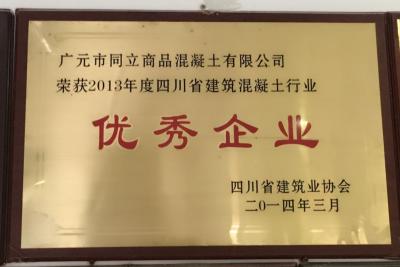 广元市同立商品混凝土有限公司
荣获2013年度四川省建筑混凝土行业
优秀企业
四川省建筑业协会
二〇一四年三月